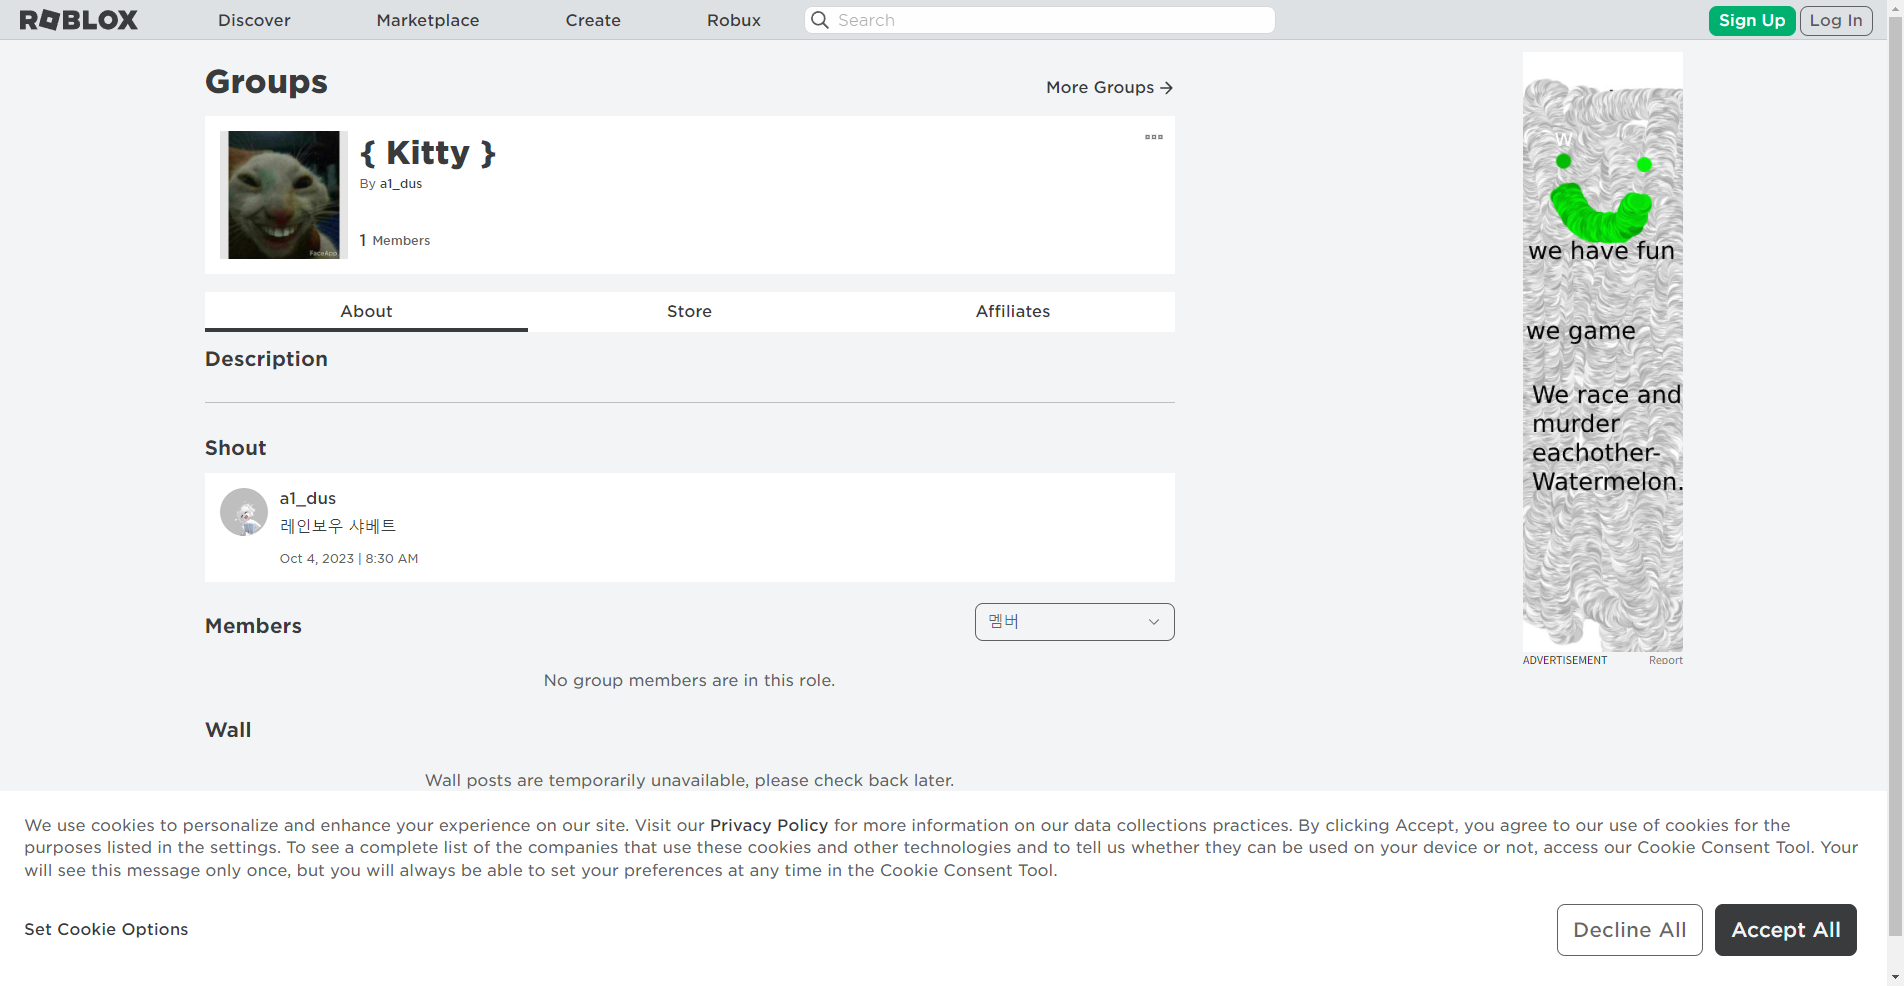 ROBLOX
Discover
Marketplace
Create
Robux
Search
Sign Up
Log In
Groups
More Groups
{ Kitty }
By a1_dus
1 Members
FaceApp
About
Store
Affiliates
Description
Shout
a1_dus
레인보우 샤베트
Oct 4, 2023 | 8:30 AM
Members
멤버
No group members are in this role.
Wall
Wall posts are temporarily unavailable, please check back later.
w
we have fun
we game
We race and
murder
eachother-
Watermelon.
ADVERTISEMENT
Report
We use cookies to personalize and enhance your experience on our site. Visit our Privacy Policy for more information on our data collections practices. By clicking Accept, you agree to our use of cookies for the
purposes listed in the settings. To see a complete list of the companies that use these cookies and other technologies and to tell us whether they can be used on your device or not, access our Cookie Consent Tool. Your
will see this message only once, but you will always be able to set your preferences at any time in the Cookie Consent Tool.
Set Cookie Options
Decline All
Accept All